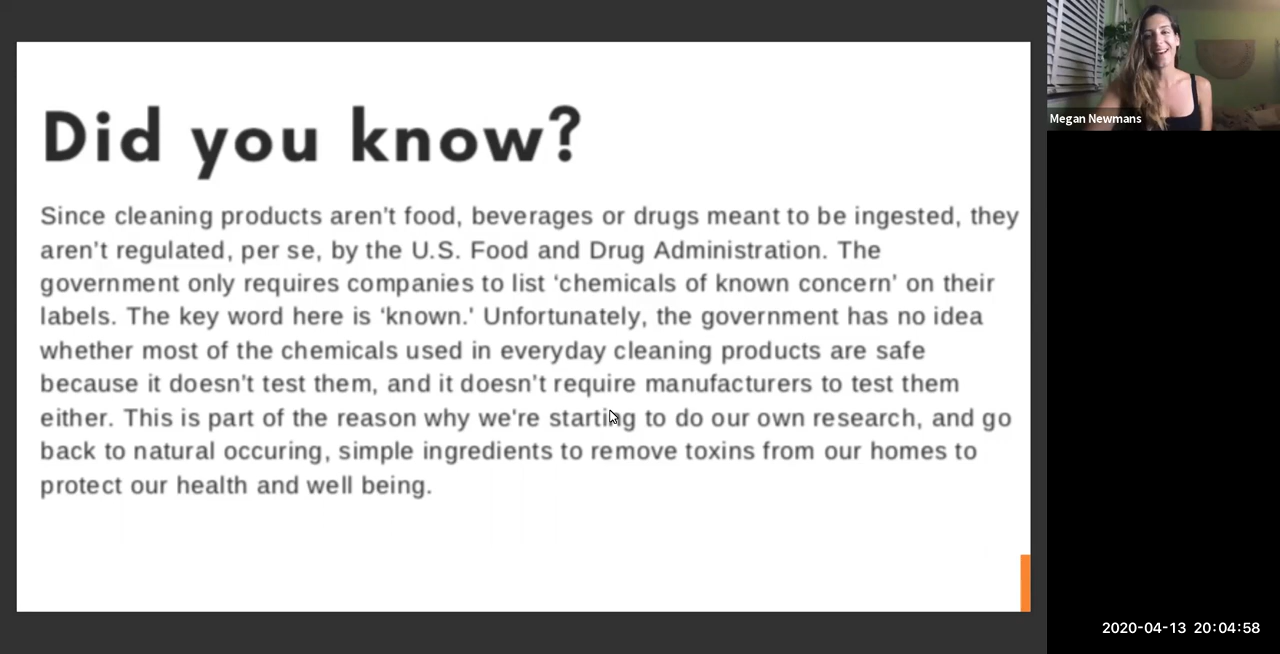 Did you know?
Since cleaning products aren't food, beverages or drugs meant to be ingested, they
aren't regulated, per se, by the U.S. Food and Drug Administration. The
government only requires companies to list ‘chemicals of known concern’ on their
labels. The key word here is ‘known.' Unfortunately, the government has no idea
whether most of the chemicals used in everyday cleaning products are safe
because it doesn't test them, and it doesn't require manufacturers to test them
either. This is part of the reason why we're starting to do our own research, and go
back to natural occuring, simple ingredients to remove toxins from our homes to
protect our health and well being.
Megan Newmans
2020-04-13 20:04:58